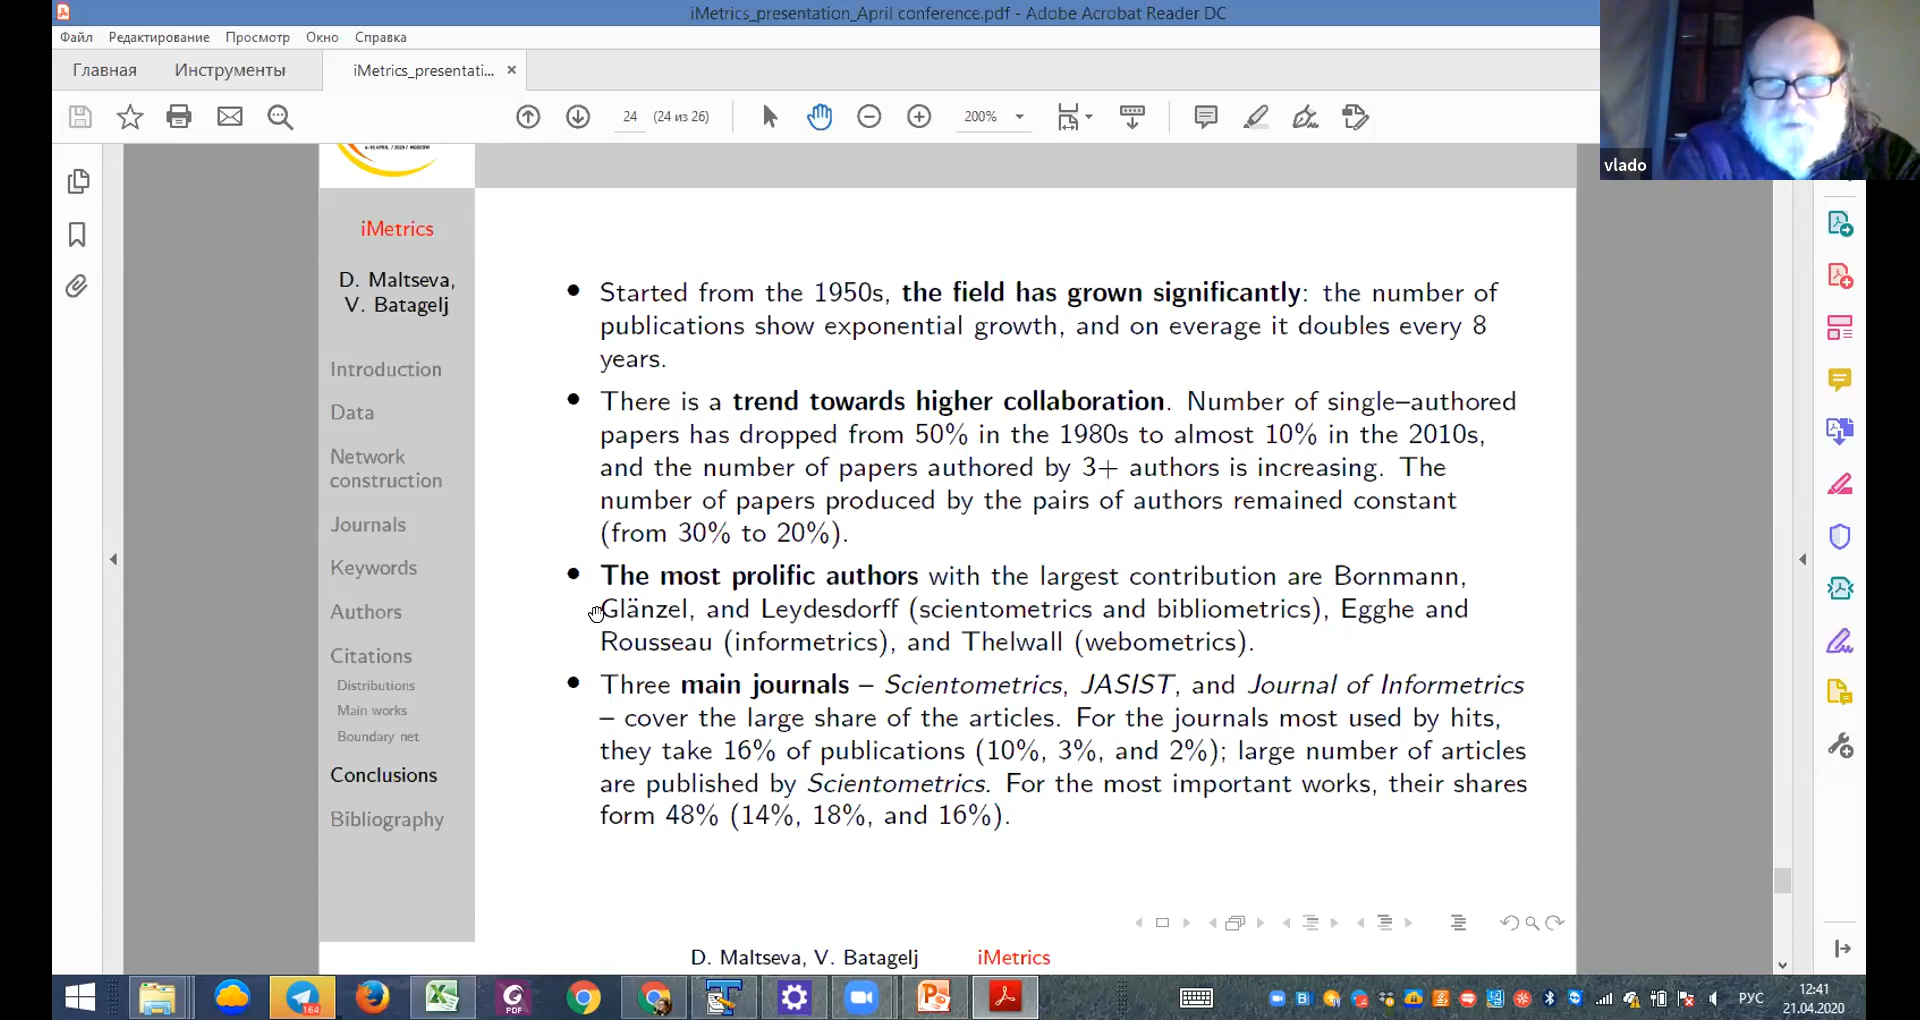 iMetrics_presentation_April conference.pdf - Adobe Acrobat Reader DC
Файл Редактирование Просмотр Окно Справка
Главная Инструменты iMetrics_presentati... ×
24 (24 из 26) 200%
vlado
6-10 APRIL / 2020 / MOSCOW
iMetrics
D. Maltseva,
V. Batagelj
Introduction
Data
Network
construction
Journals
Keywords
Authors
Citations
Distributions
Main works
Boundary net
Conclusions
Bibliography
• Started from the 1950s, the field has grown significantly: the number of
publications show exponential growth, and on everage it doubles every 8
years.
• There is a trend towards higher collaboration. Number of single–authored
papers has dropped from 50% in the 1980s to almost 10% in the 2010s,
and the number of papers authored by 3+ authors is increasing. The
number of papers produced by the pairs of authors remained constant
(from 30% to 20%).
• The most prolific authors with the largest contribution are Bornmann,
Glänzel, and Leydesdorff (scientometrics and bibliometrics), Egghe and
Rousseau (informetrics), and Thelwall (webometrics).
• Three main journals – Scientometrics, JASIST, and Journal of Informetrics
– cover the large share of the articles. For the journals most used by hits,
they take 16% of publications (10%, 3%, and 2%); large number of articles
are published by Scientometrics. For the most important works, their shares
form 48% (14%, 18%, and 16%).
D. Maltseva, V. Batagelj iMetrics
164
PDF
РУС
12:41
21.04.2020